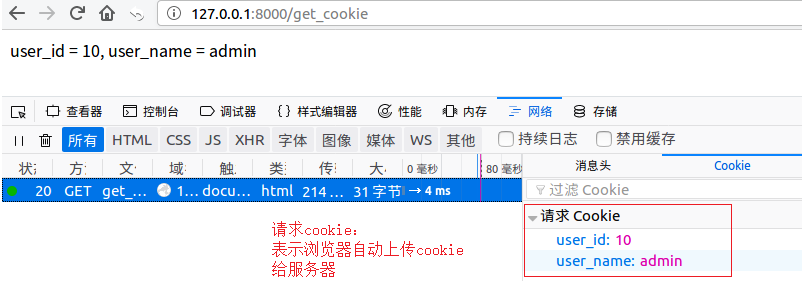 127.0.0.1:8000/get_cookie
user_id = 10, user_name = admin
查看器 控制台 调试器 样式编辑器 性能 内存 网络 存储
所有 HTML CSS JS XHR 字体 图像 媒体 WS 其他 持续日志 禁用缓存
状 方 文 域 触 类 传 大 0 毫秒 80 毫秒 消息头 Cookie
20 GET get_... 1... docu... html 214 ... 31 字节 → 4 ms
过滤 Cookie
请求 Cookie
user_id: 10
user_name: admin
请求cookie:
表示浏览器自动上传cookie
给服务器